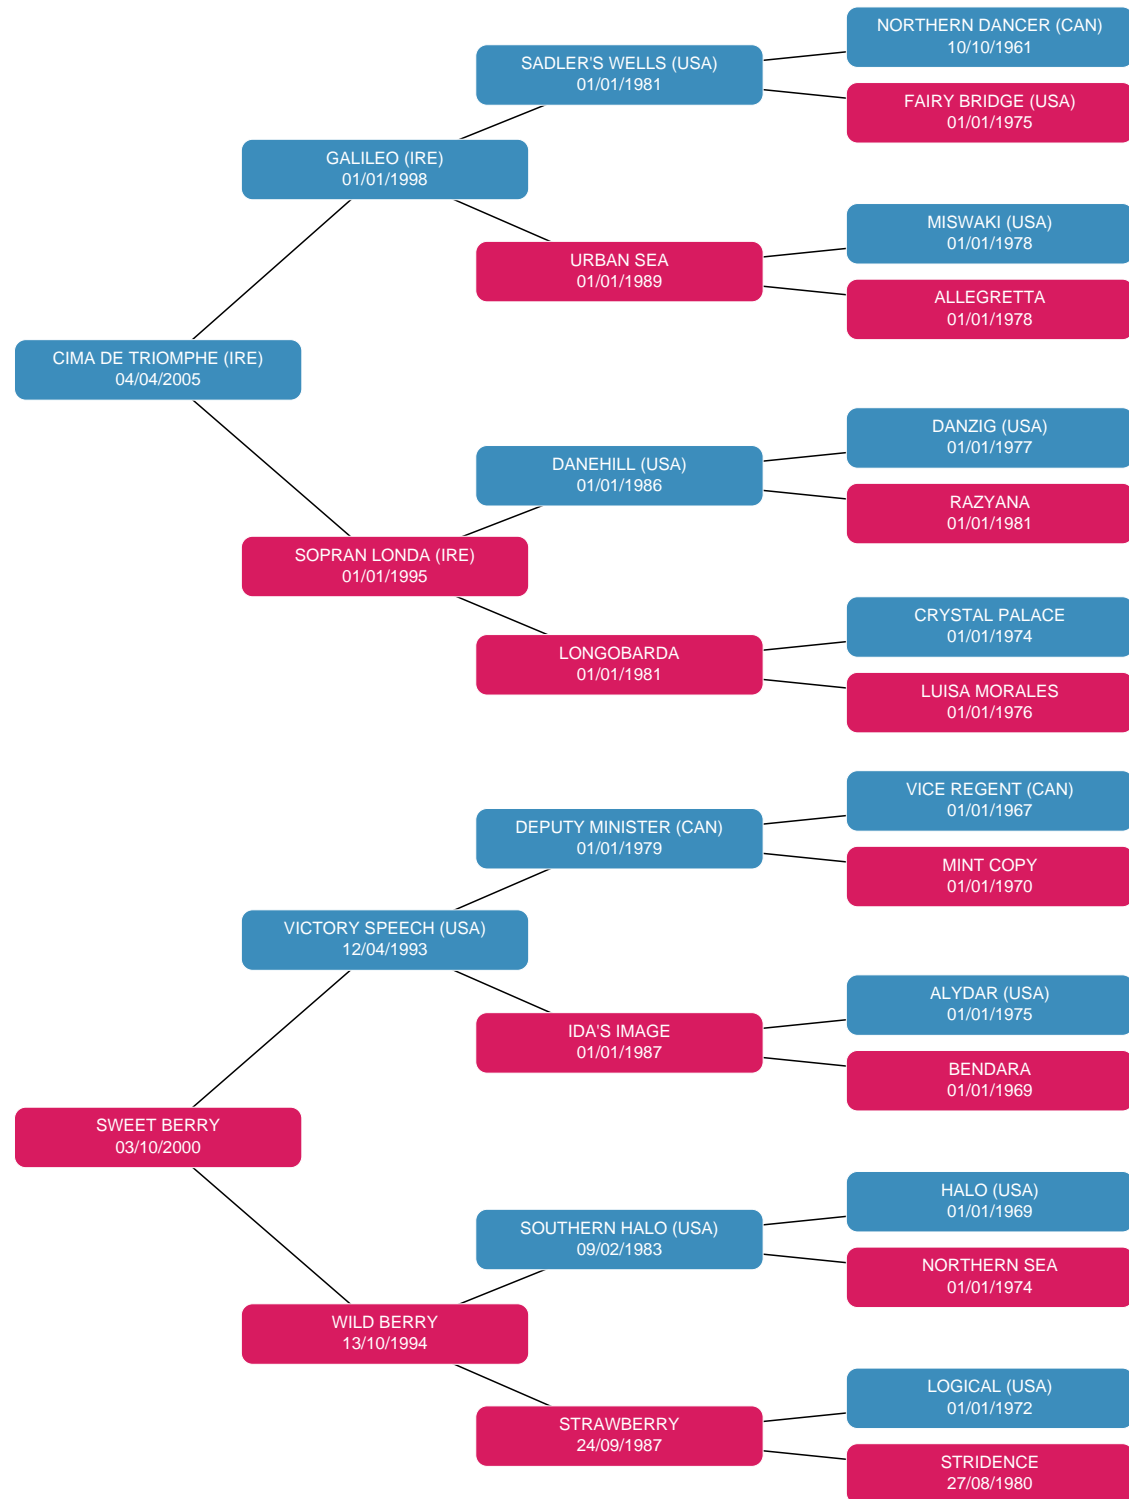 NORTHERN DANCER (CAN)
10/10/1961
SADLER'S WELLS (USA)
01/01/1981
FAIRY BRIDGE (USA)
01/01/1975
GALILEO (IRE)
01/01/1998
MISWAKI (USA)
01/01/1978
URBAN SEA
01/01/1989
ALLEGRETTA
01/01/1978
CIMA DE TRIOMPHE (IRE)
04/04/2005
DANZIG (USA)
01/01/1977
DANEHILL (USA)
01/01/1986
RAZYANA
01/01/1981
SOPRAN LONDA (IRE)
01/01/1995
CRYSTAL PALACE
01/01/1974
LONGOBARDA
01/01/1981
LUISA MORALES
01/01/1976
VICE REGENT (CAN)
01/01/1967
DEPUTY MINISTER (CAN)
01/01/1979
MINT COPY
01/01/1970
VICTORY SPEECH (USA)
12/04/1993
ALYDAR (USA)
01/01/1975
IDA'S IMAGE
01/01/1987
BENDARA
01/01/1969
SWEET BERRY
03/10/2000
HALO (USA)
01/01/1969
SOUTHERN HALO (USA)
09/02/1983
NORTHERN SEA
01/01/1974
WILD BERRY
13/10/1994
LOGICAL (USA)
01/01/1972
STRAWBERRY
24/09/1987
STRIDENCE
27/08/1980